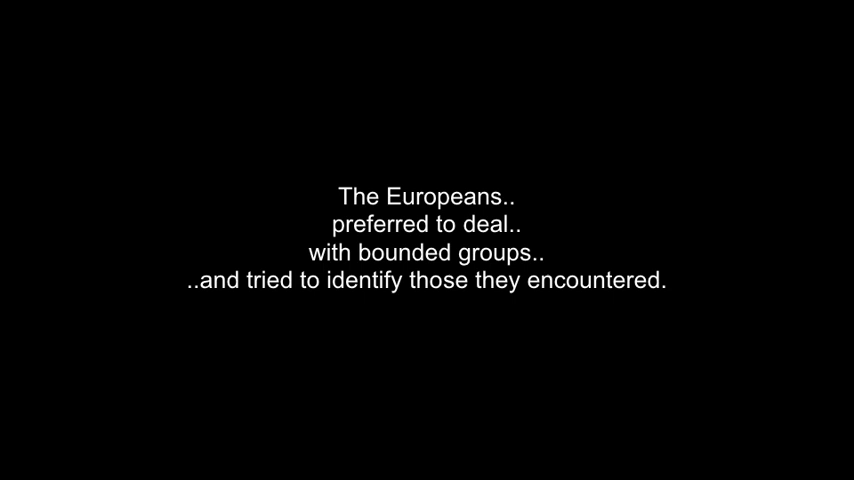 The Europeans..
preferred to deal..
with bounded groups..
..and tried to identify those they encountered.